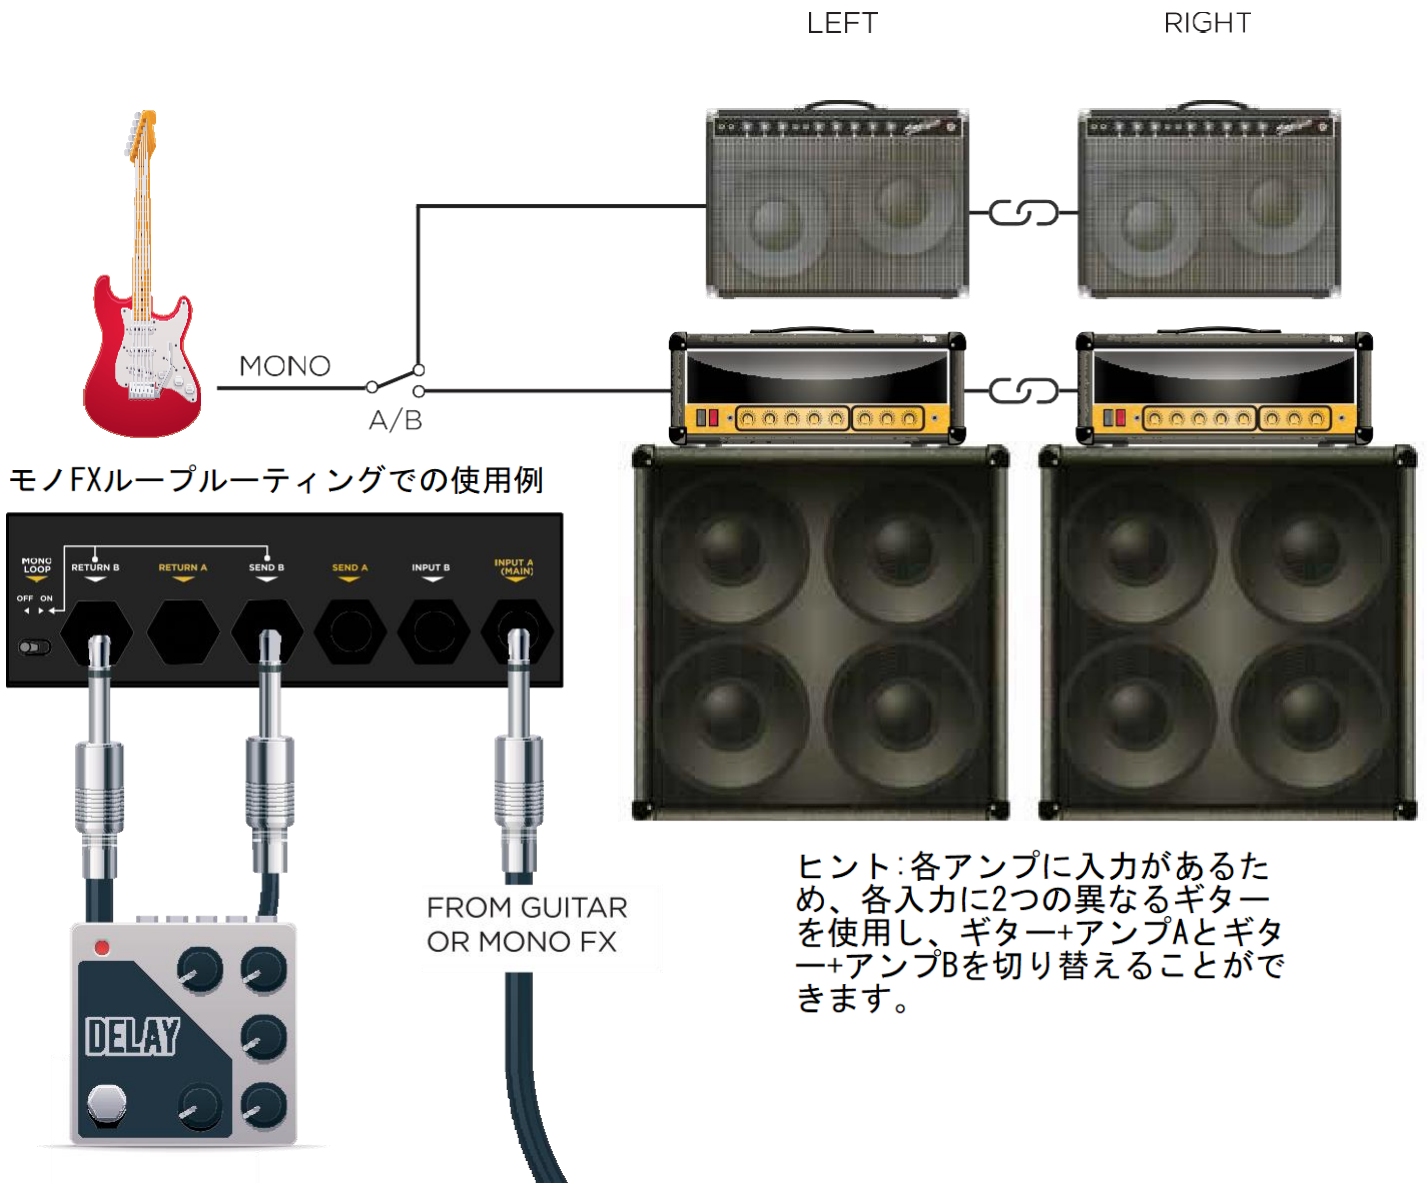 LEFT
RIGHT
MONO
A/B
モノFXループルーティングでの使用例
MONO
LOOP
RETURN B
RETURN A
SEND B
SEND A
INPUT B
INPUT A
(MAIN)
OFF ON
FROM GUITAR
OR MONO FX
DELAY
ヒント:各アンプに入力があるた
め、各入力に2つの異なるギター
を使用し、ギター+アンプAとギタ
ー+アンプBを切り替えることがで
きます。